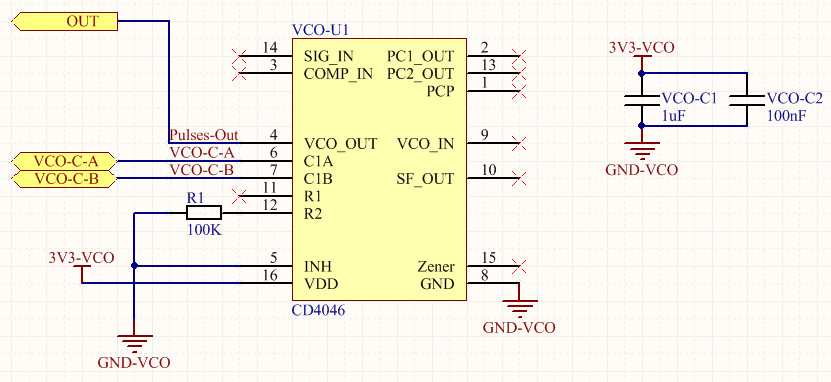 OUT
VCO-U1
14 SIG_IN PC1_OUT 2
3 COMP_IN PC2_OUT 13
PCP 1
Pulses-Out 4 VCO_OUT VCO_IN 9
VCO-C-A VCO-C-A 6 C1A
VCO-C-B VCO-C-B 7 C1B SF_OUT 10
11 R1
R1 12 R2
100K
3V3-VCO 5 INH Zener 15
16 VDD GND 8
CD4046
GND-VCO
GND-VCO
3V3-VCO
VCO-C1 VCO-C2
1uF 100nF
GND-VCO